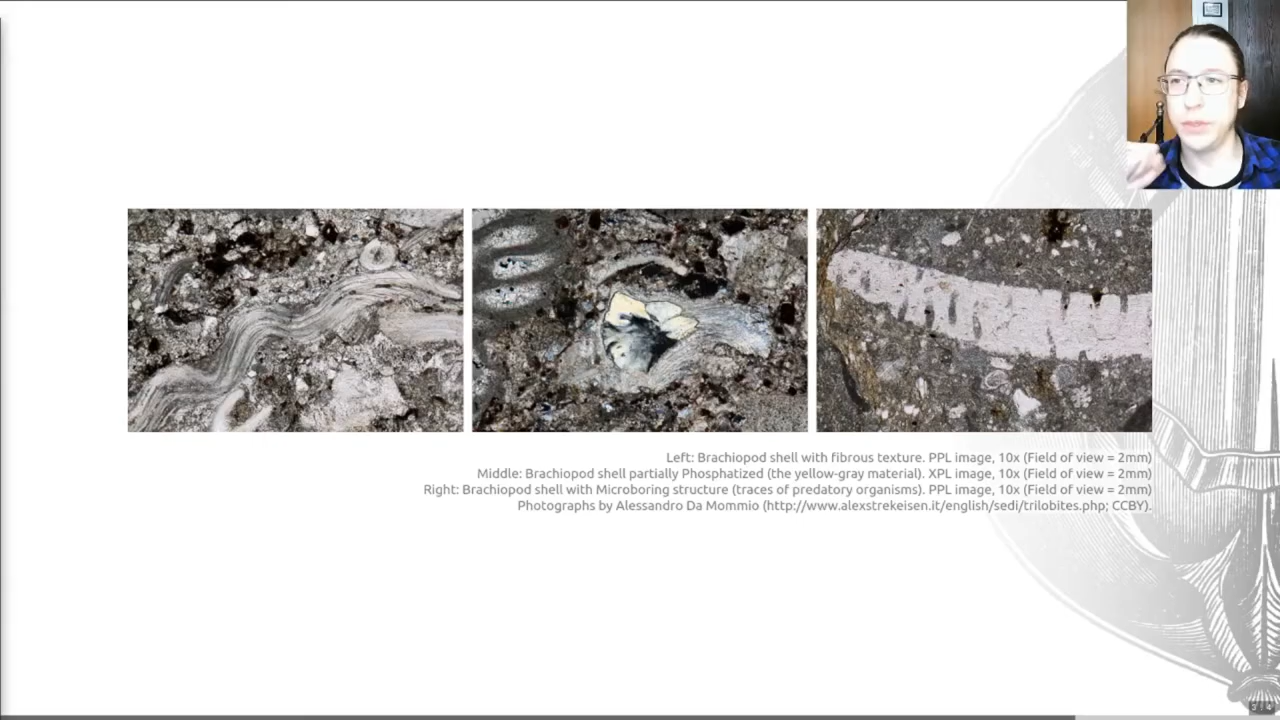 Left: Brachiopod shell with fibrous texture. PPL image, 10x (Field of view = 2mm)
Middle: Brachiopod shell partially Phosphatized (the yellow-gray material). XPL image, 10x (Field of view = 2mm)
Right: Brachiopod shell with Microboring structure (traces of predatory organisms). PPL image, 10x (Field of view = 2mm)
Photographs by Alessandro Da Mommio (http://www.alexstrekeisen.it/english/sedi/trilobites.php; CCBY).
3 / 4